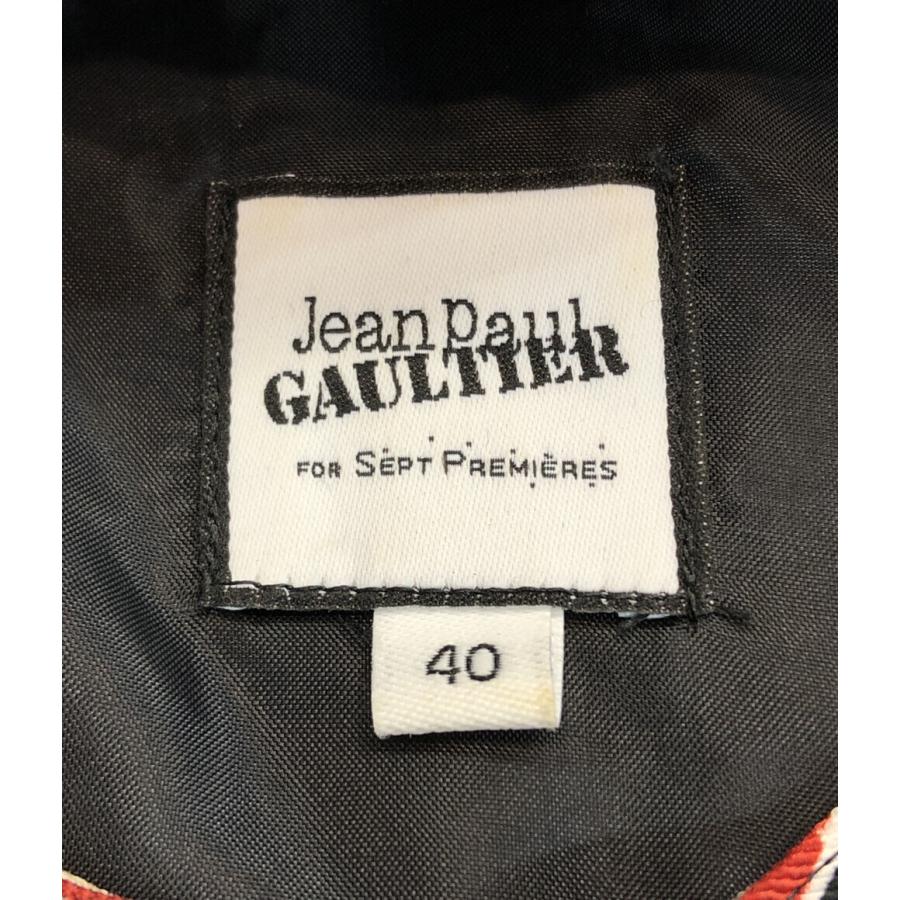 Jean Paul
GAULTIER
FOR SEPT PREMIÈRES
40